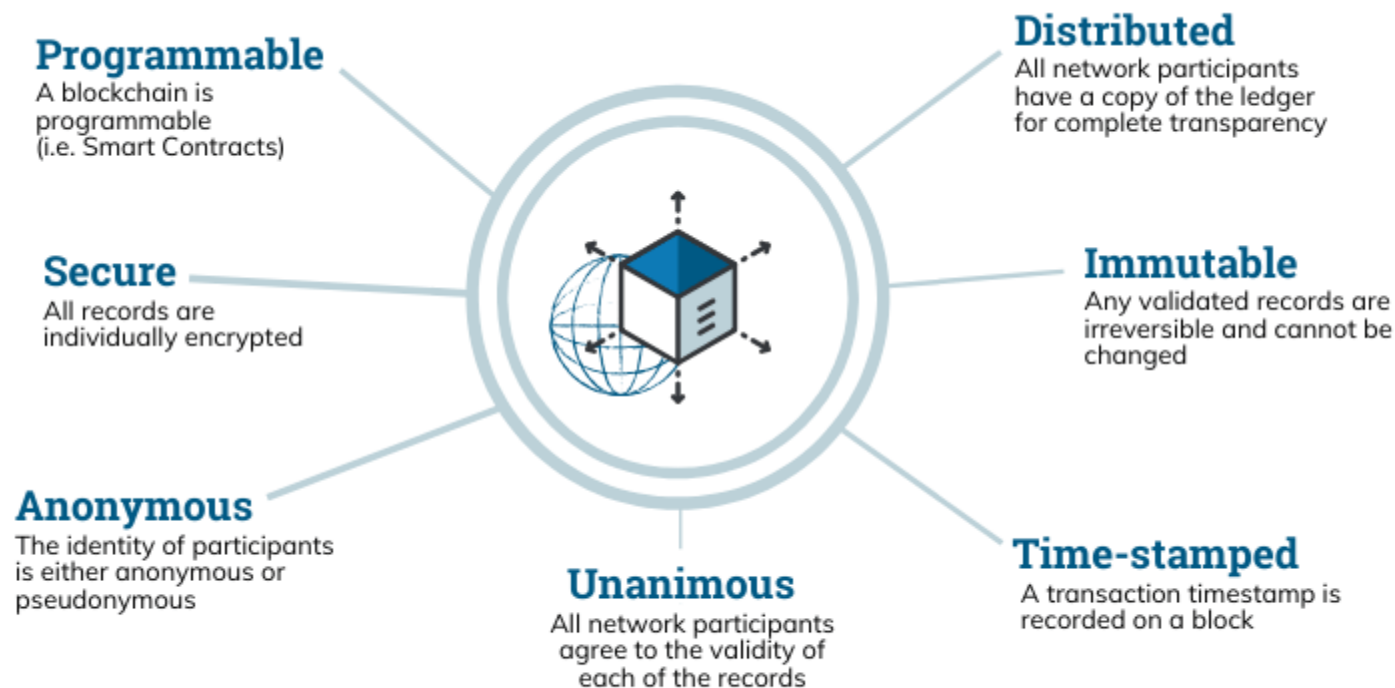 Programmable
A blockchain is
programmable
(i.e. Smart Contracts)
Distributed
All network participants
have a copy of the ledger
for complete transparency
Secure
All records are
individually encrypted
Immutable
Any validated records are
irreversible and cannot be
changed
Anonymous
The identity of participants
is either anonymous or
pseudonymous
Unanimous
All network participants
agree to the validity of
each of the records
Time-stamped
A transaction timestamp is
recorded on a block